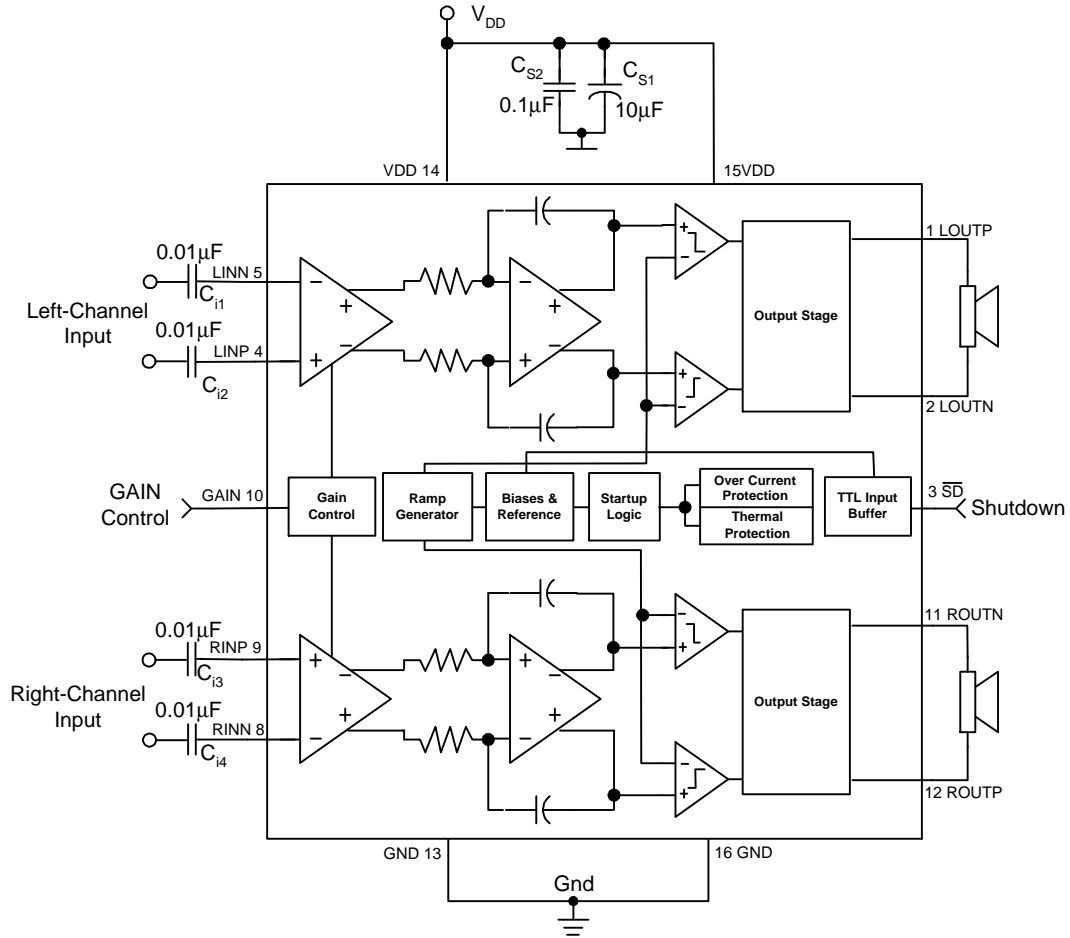 V_DD
C_S2
C_S1
0.1μF
10μF
VDD 14
15VDD
0.01μF
LINN 5
C_i1
Left-Channel
Input
0.01μF
LINP 4
C_i2
+
−
+
−
−
+
+
−
−
+
+
−
+
−
Output Stage
1 LOUTP
2 LOUTN
GAIN
Control
GAIN 10
Gain
Control
Ramp
Generator
Biases &
Reference
Startup
Logic
Over Current
Protection
Thermal
Protection
TTL Input
Buffer
3 S̅D̅
Shutdown
0.01μF
RINP 9
C_i3
Right-Channel
Input
0.01μF
RINN 8
C_i4
+
−
−
+
+
−
−
+
−
+
−
+
Output Stage
11 ROUTN
12 ROUTP
GND 13
16 GND
Gnd